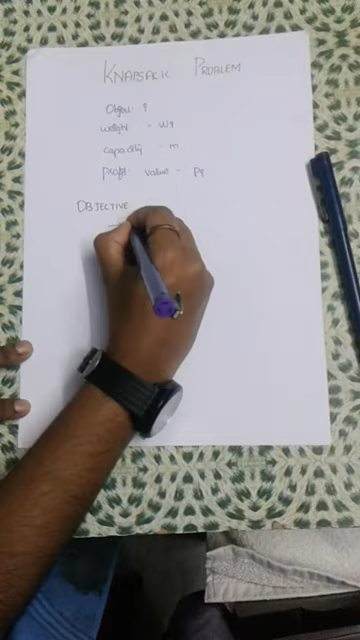 KNAPSACK PROBLEM
Object i
weight - wi
capacity - m
profit value - pi
OBJECTIVE